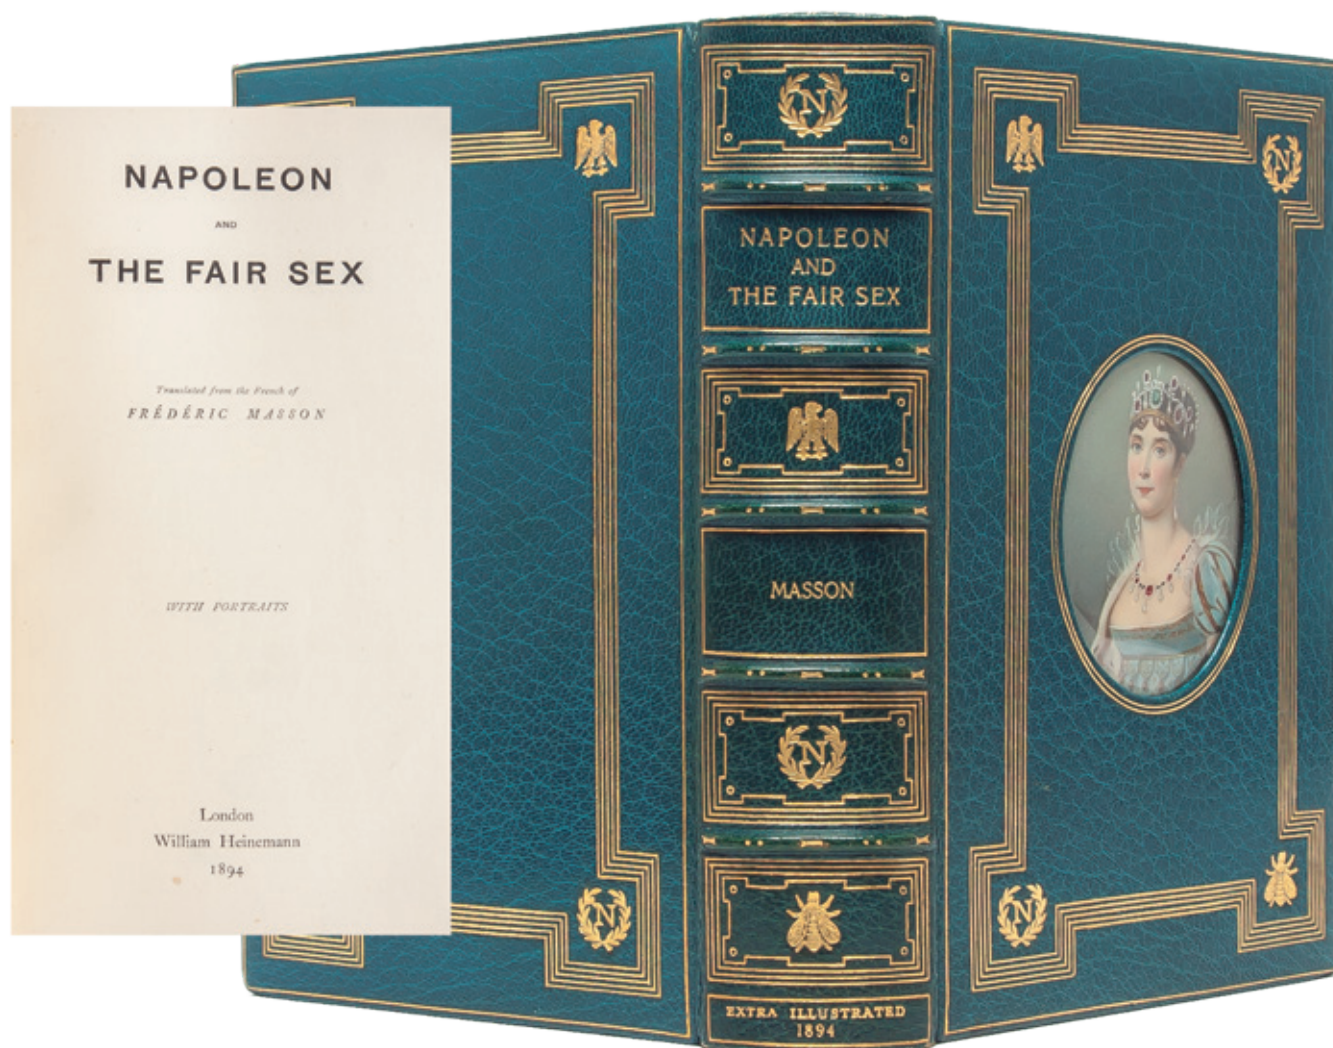 NAPOLEON
AND
THE FAIR SEX
Translated from the French of
FRÉDÉRIC MASSON
WITH PORTRAITS
London
William Heinemann
1894
N
NAPOLEON
AND
THE FAIR SEX
MASSON
N
EXTRA ILLUSTRATED
1894
N
N
N